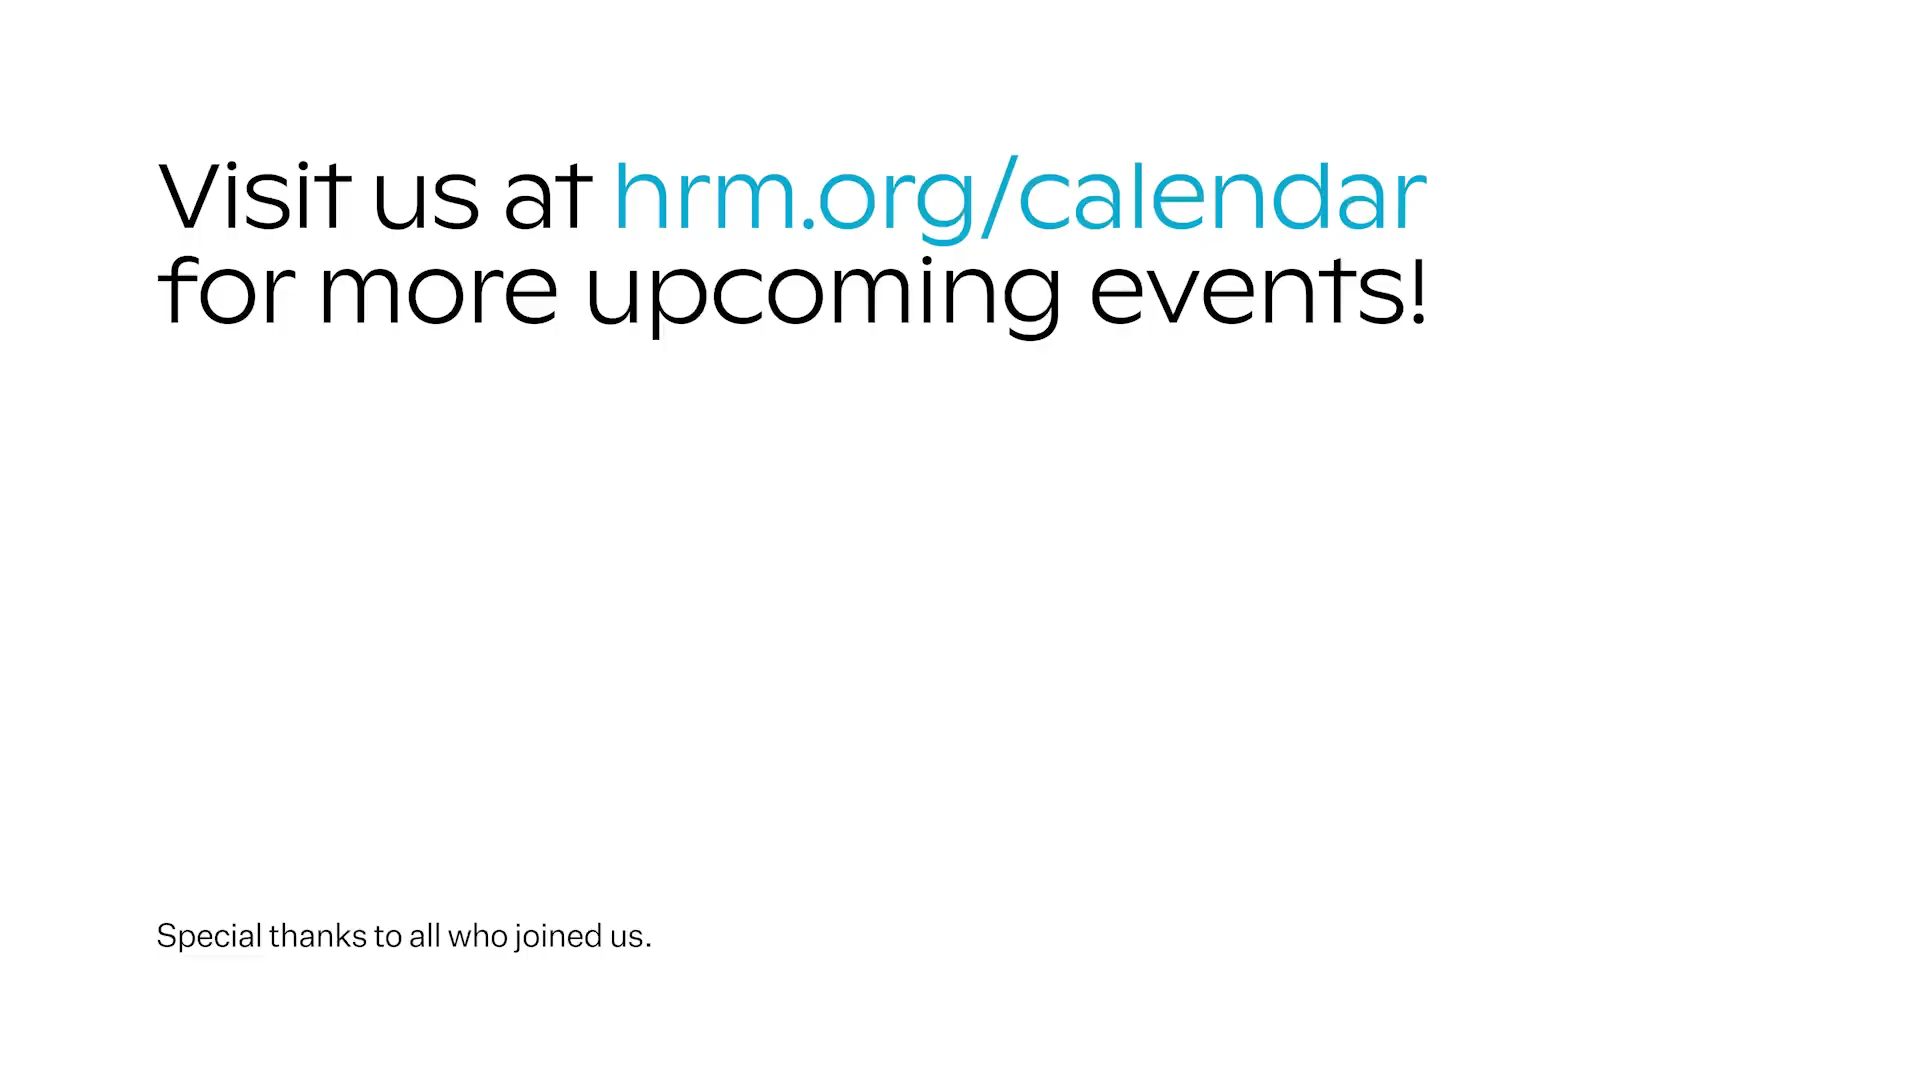 Visit us at hrm.org/calendar
for more upcoming events!
Special thanks to all who joined us.